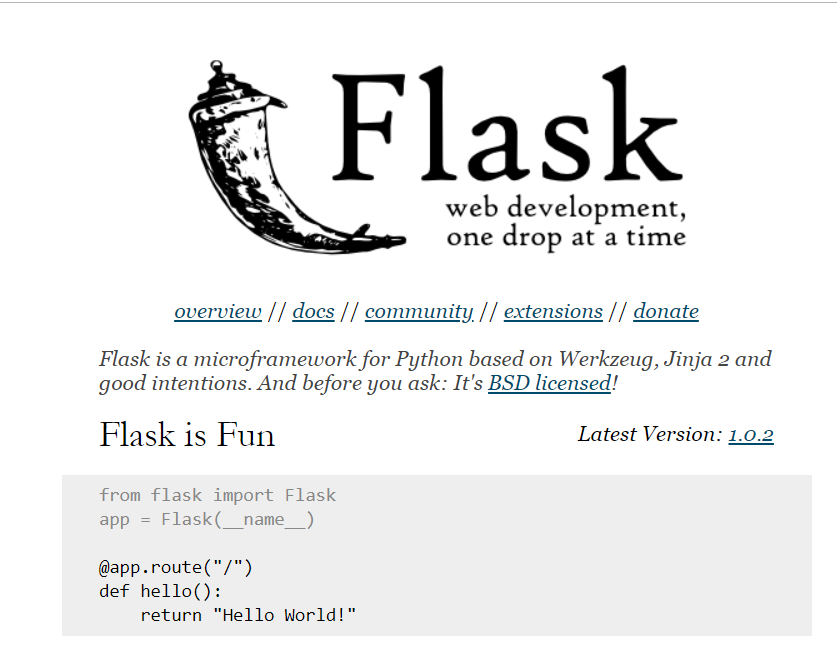 Flask
web development,
one drop at a time
overview // docs // community // extensions // donate
Flask is a microframework for Python based on Werkzeug, Jinja 2 and
good intentions. And before you ask: It's BSD licensed!
Flask is Fun
Latest Version: 1.0.2
from flask import Flask
app = Flask(__name__)
@app.route("/")
def hello():
    return "Hello World!"